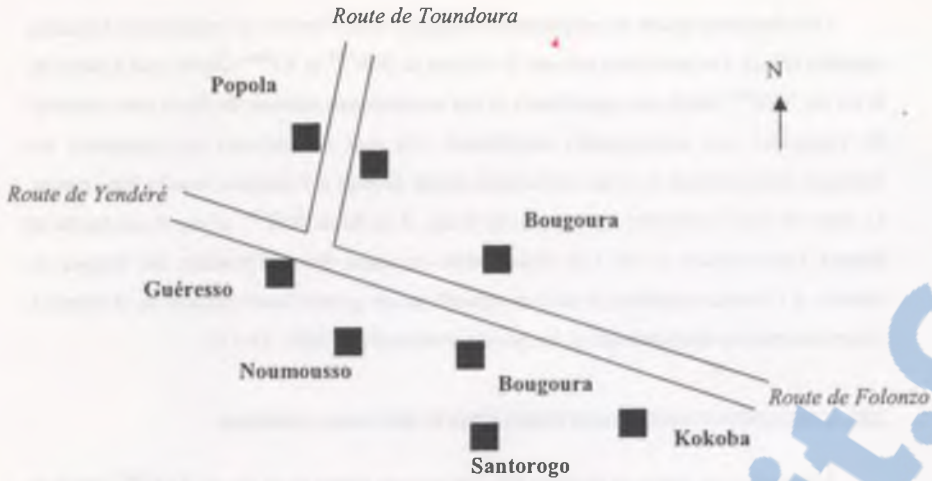 Route de Toundoura
Popola
N
Route de Yendéré
Bougoura
Guéresso
Noumousso
Bougoura
Route de Folonzo
Kokoba
Santorogo